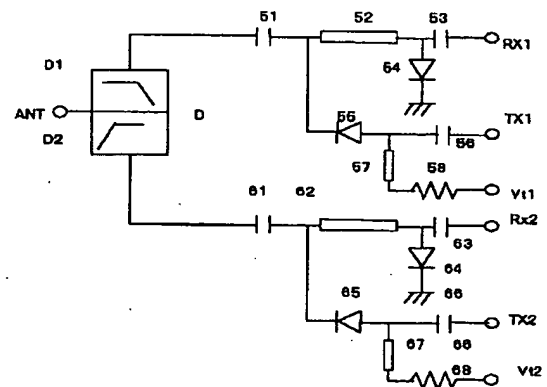 51 52 53
RX1
D1 54
ANT D 55 TX1
D2 56
57 58
Vt1
61 62 Rx2
63
64
65 66
TX2
67 66
68 Vt2